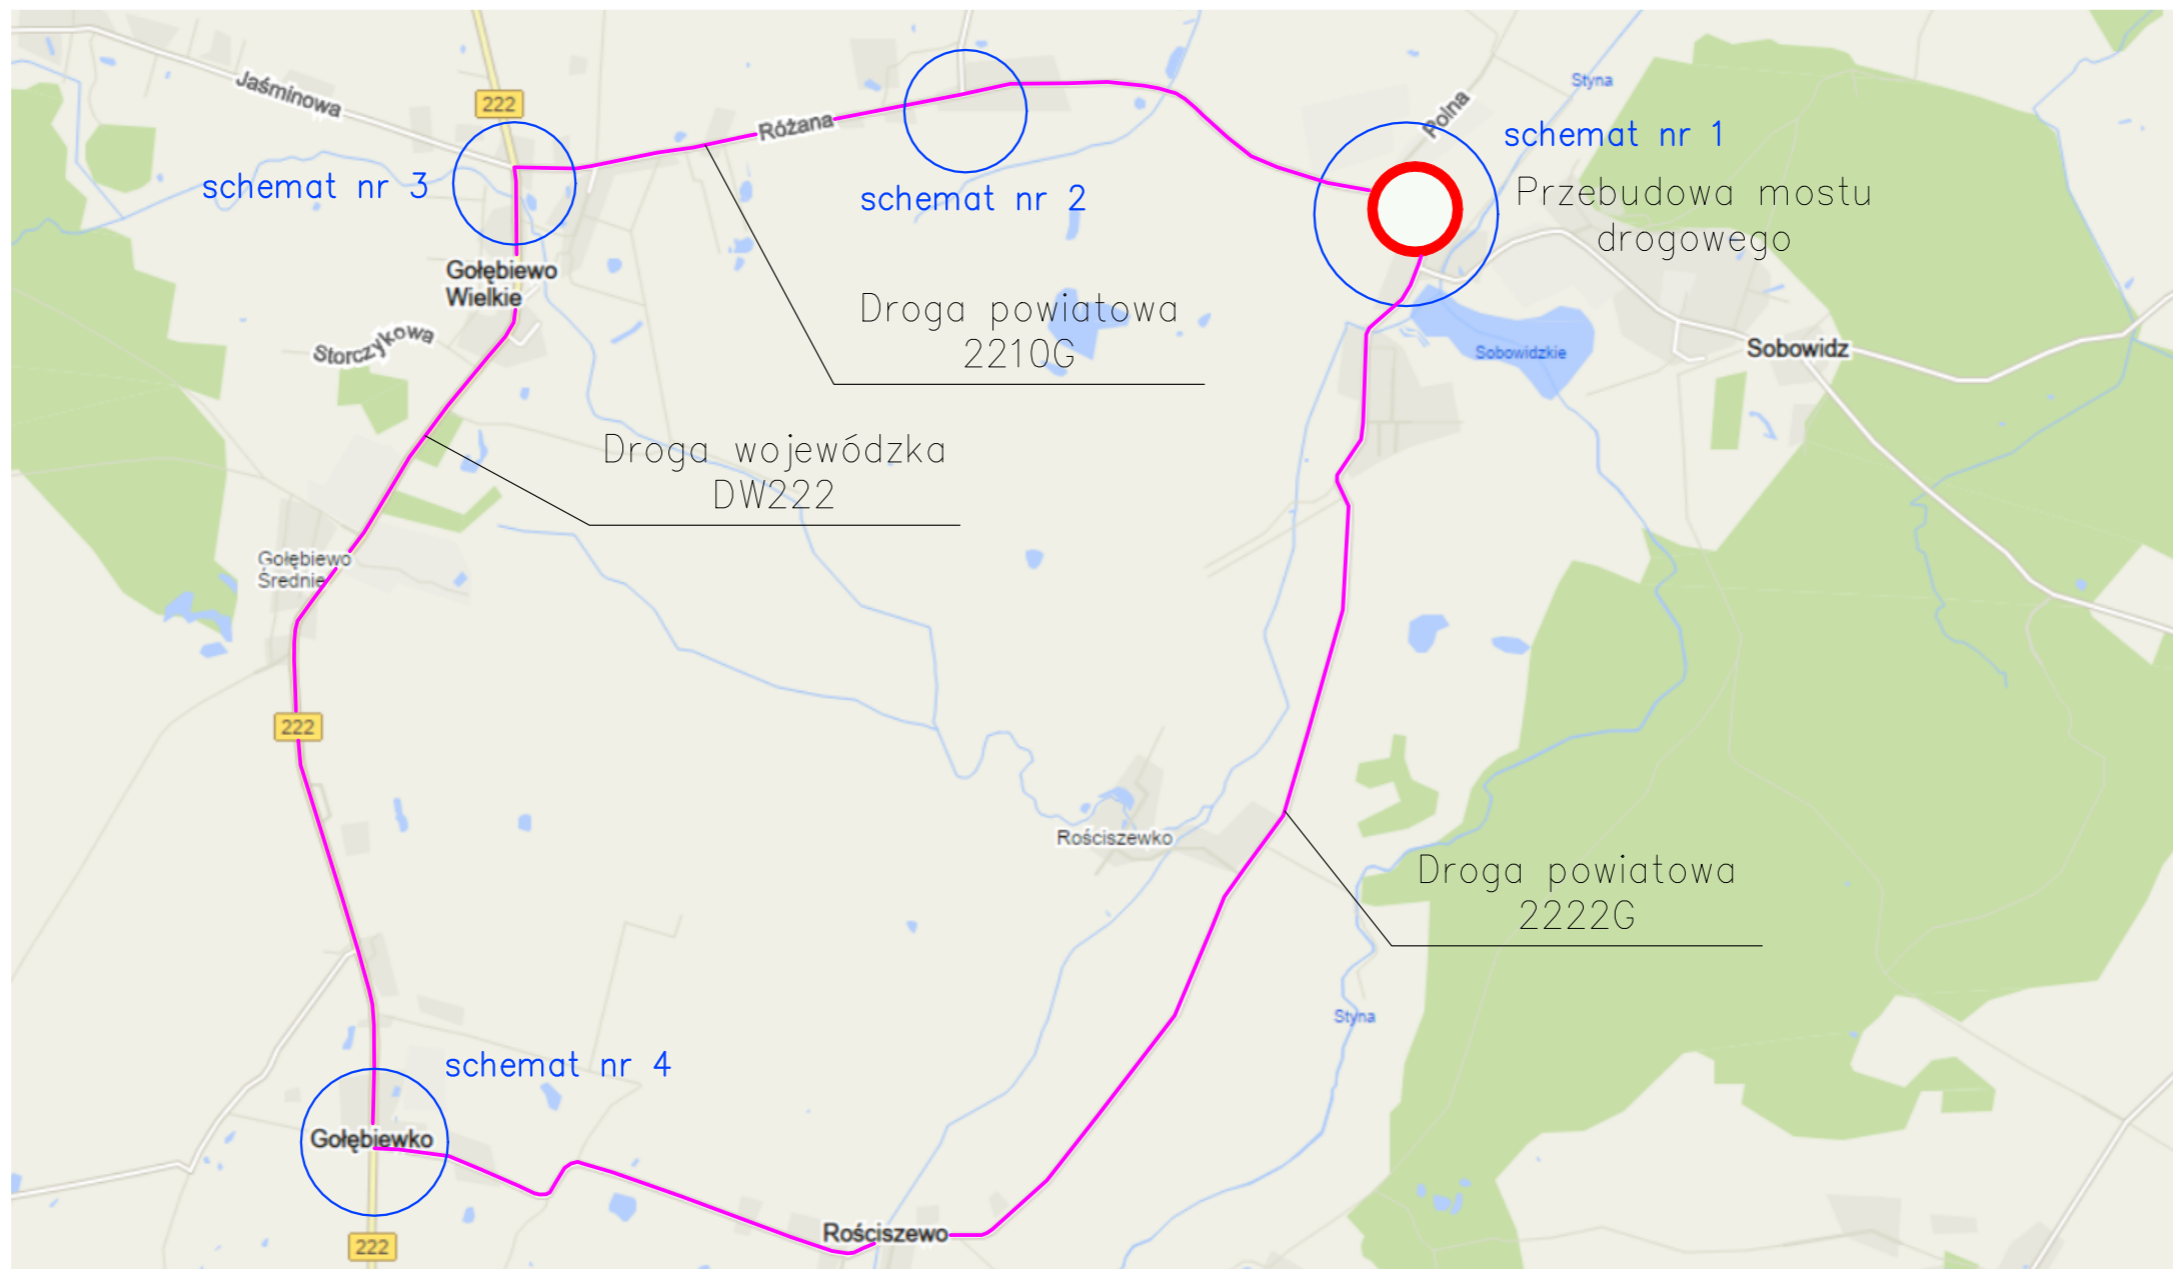 Jaśminowa
222
Różana
Polna
Styna
schemat nr 1
schemat nr 3
schemat nr 2
Przebudowa mostu
drogowego
Gołębiewo
Wielkie
Storczykowa
Droga powiatowa
2210G
Sobowidzkie
Sobowidz
Droga wojewódzka
DW222
Gołębiewo
Średnie
222
Rościszewko
Droga powiatowa
2222G
Styna
schemat nr 4
Gołębiewko
Rościszewo
222